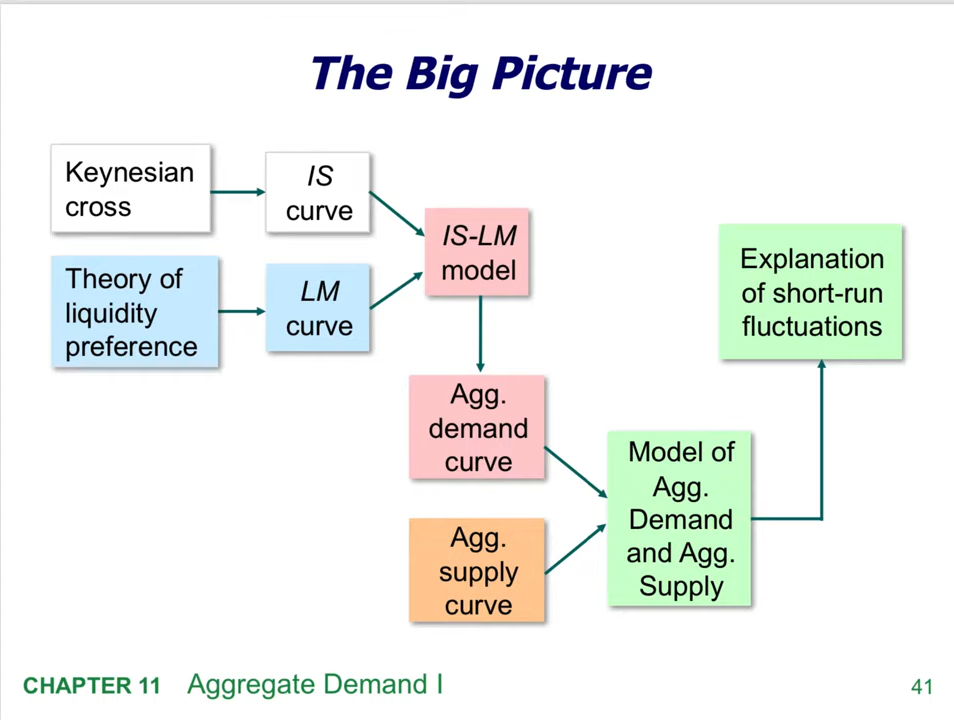 The Big Picture
Keynesian
cross
IS
curve
Theory of
liquidity
preference
LM
curve
IS-LM
model
Agg.
demand
curve
Agg.
supply
curve
Model of
Agg.
Demand
and Agg.
Supply
Explanation
of short-run
fluctuations
CHAPTER 11 Aggregate Demand I
41